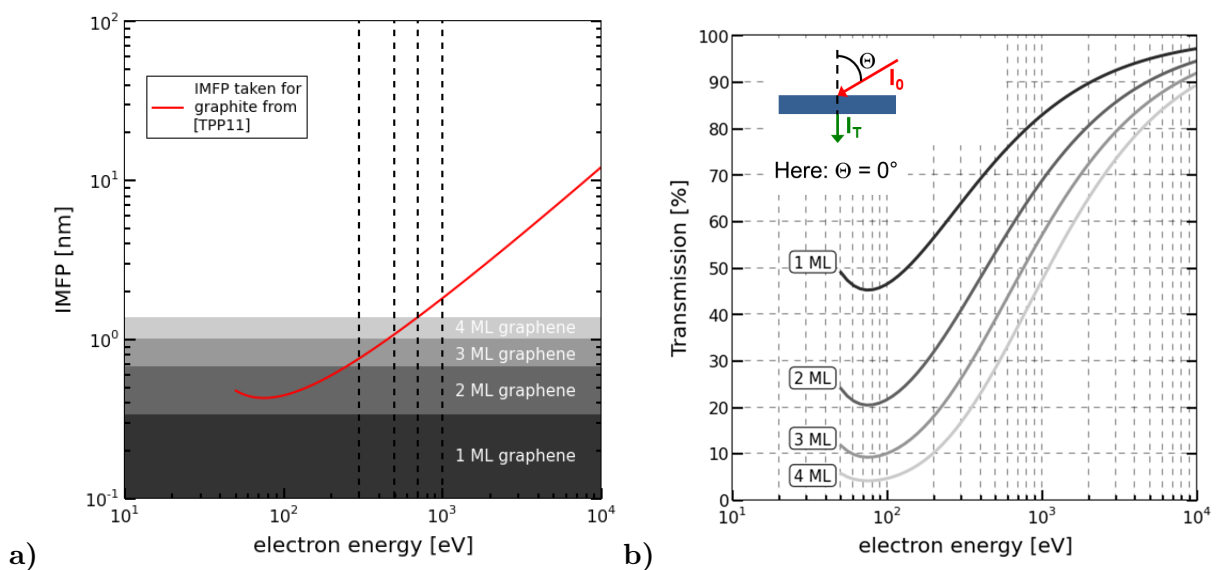 10²
10¹
10⁰
10⁻¹
IMFP [nm]
IMFP taken for
graphite from
[TPP11]
4 ML graphene
3 ML graphene
2 ML graphene
1 ML graphene
10¹ 10² 10³ 10⁴
electron energy [eV]
a)
100
90
80
70
60
50
40
30
20
10
0
Transmission [%]
Θ
I₀
I_T
Here: Θ = 0°
1 ML
2 ML
3 ML
4 ML
10¹ 10² 10³ 10⁴
electron energy [eV]
b)